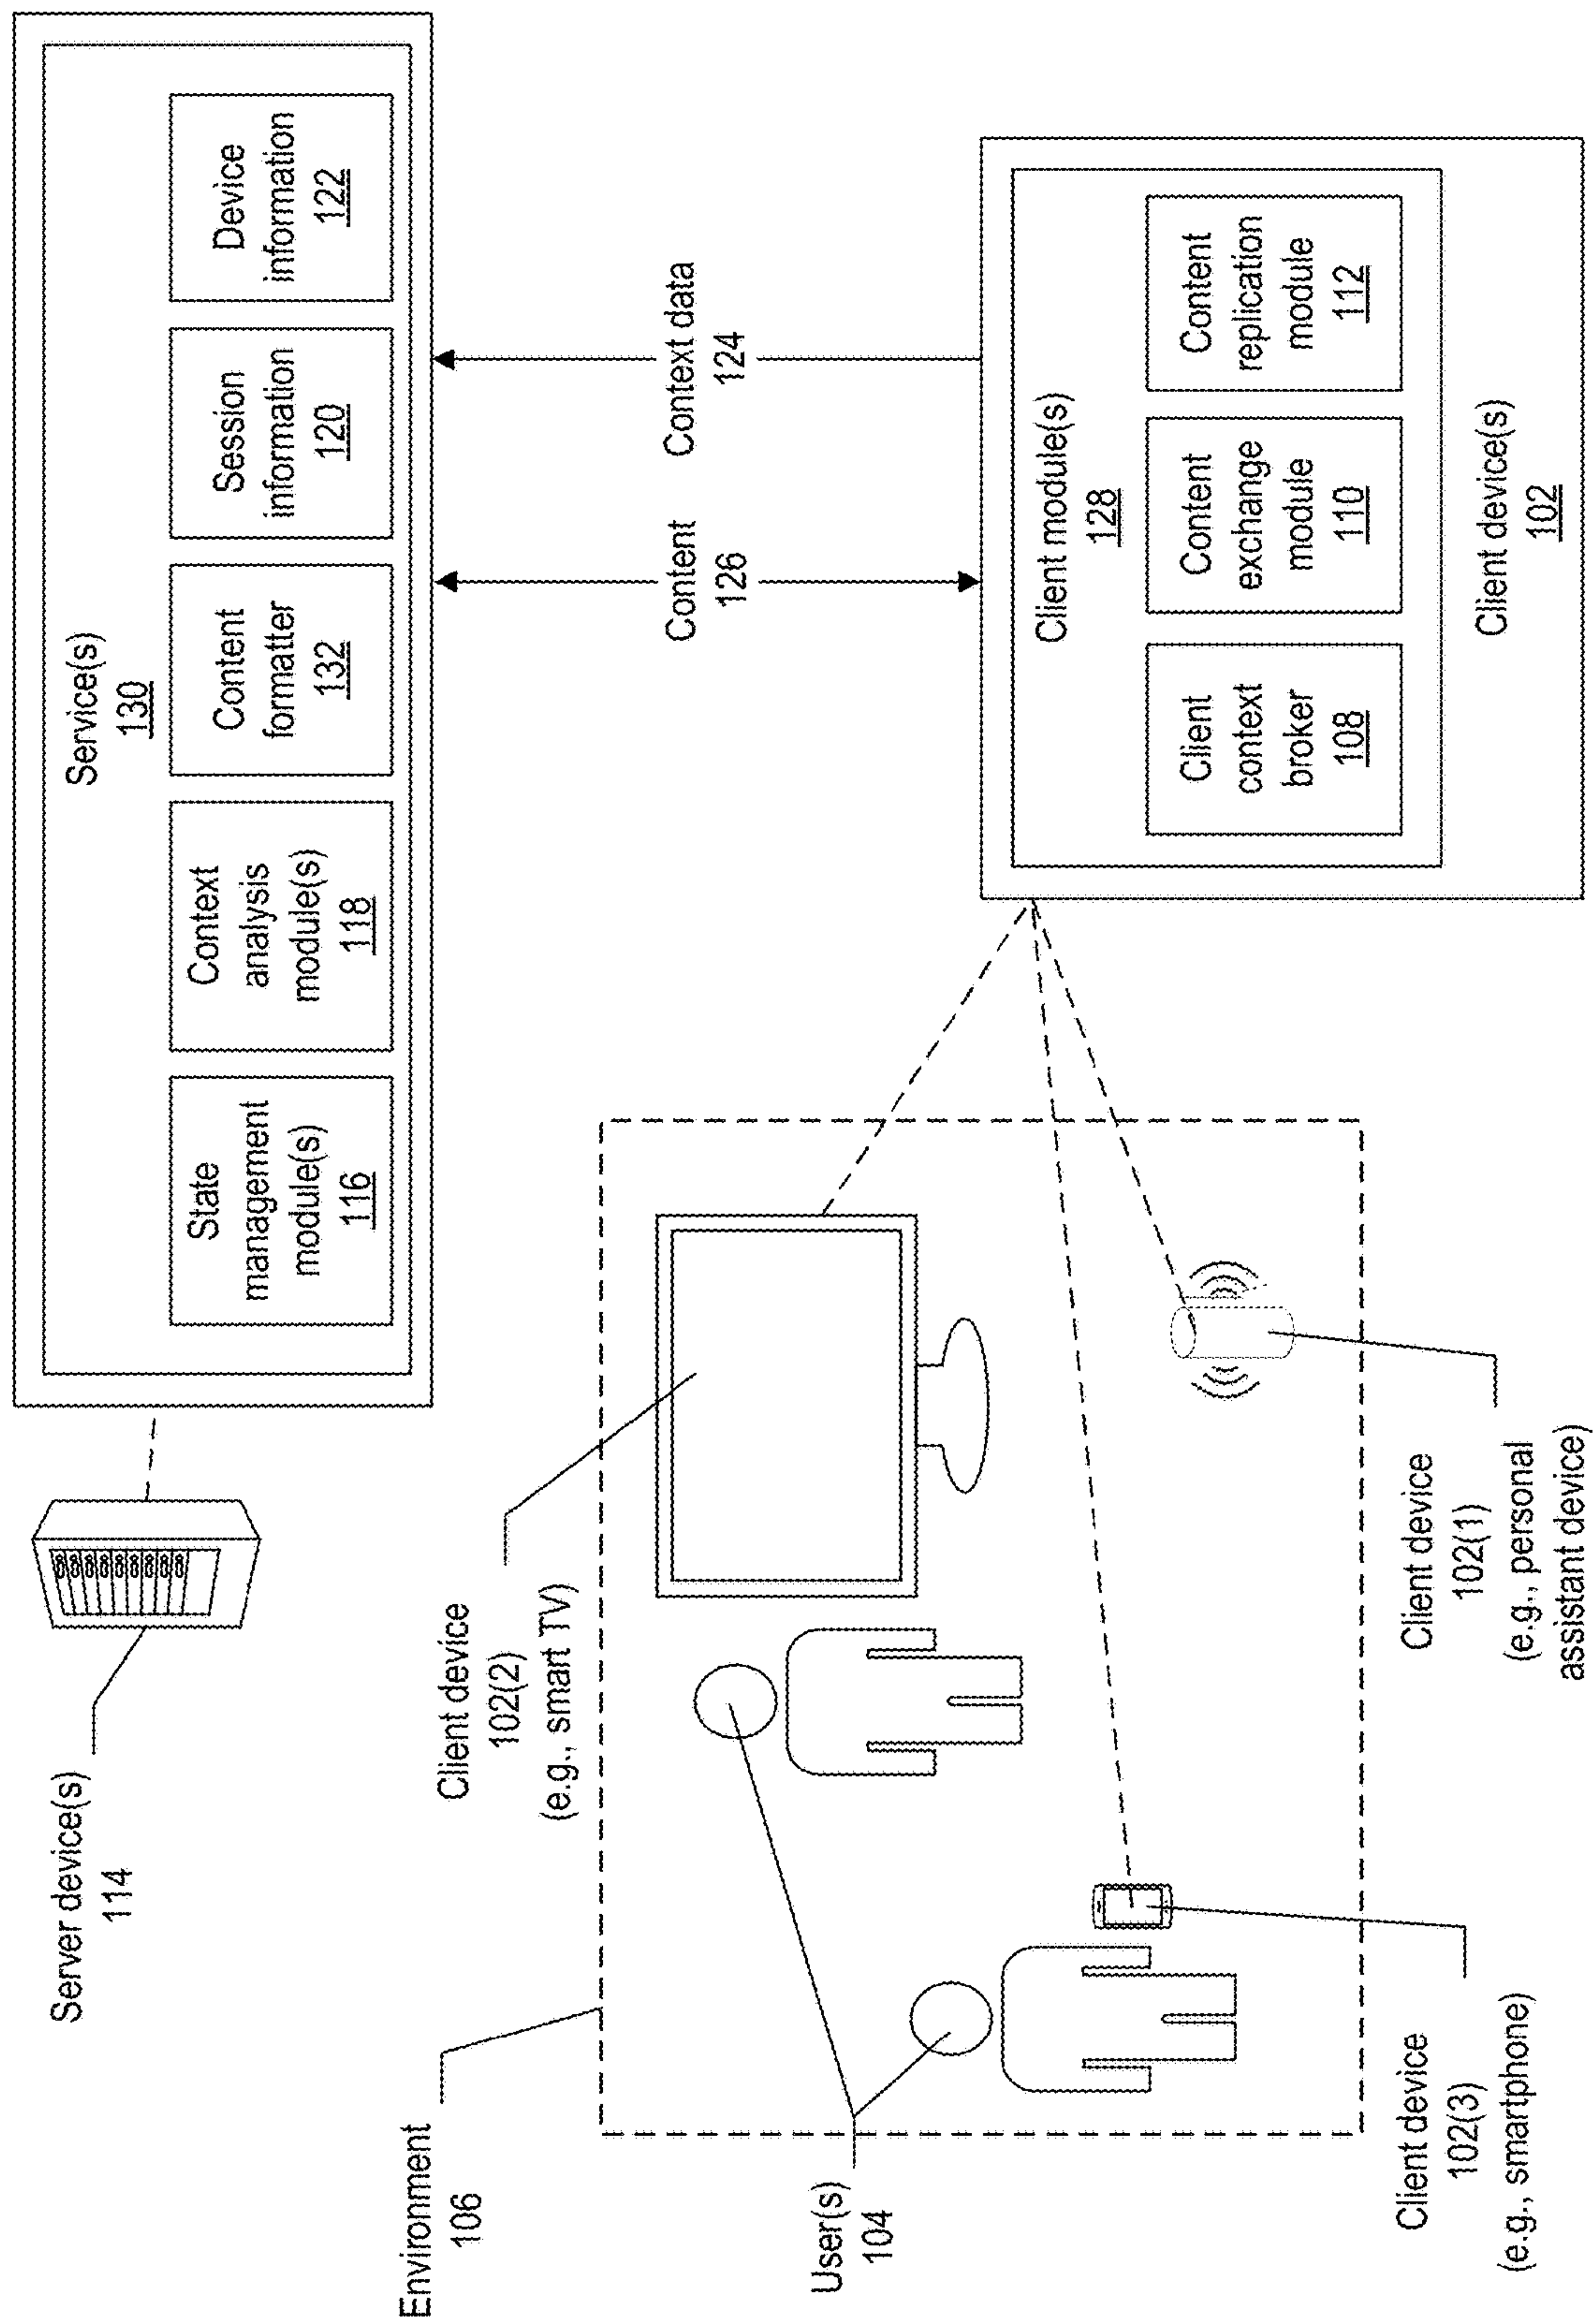 Server device(s)
114
Service(s)
130
State
management
module(s)
116
Context
analysis
module(s)
118
Content
formatter
132
Session
information
120
Device
information
122
Environment
106
Client device
102(2)
(e.g., smart TV)
Content
126
Context data
124
User(s)
104
Client module(s)
128
Client
context
broker
108
Content
exchange
module
110
Content
replication
module
112
Client device(s)
102
Client device
102(3)
(e.g., smartphone)
Client device
102(1)
(e.g., personal
assistant device)